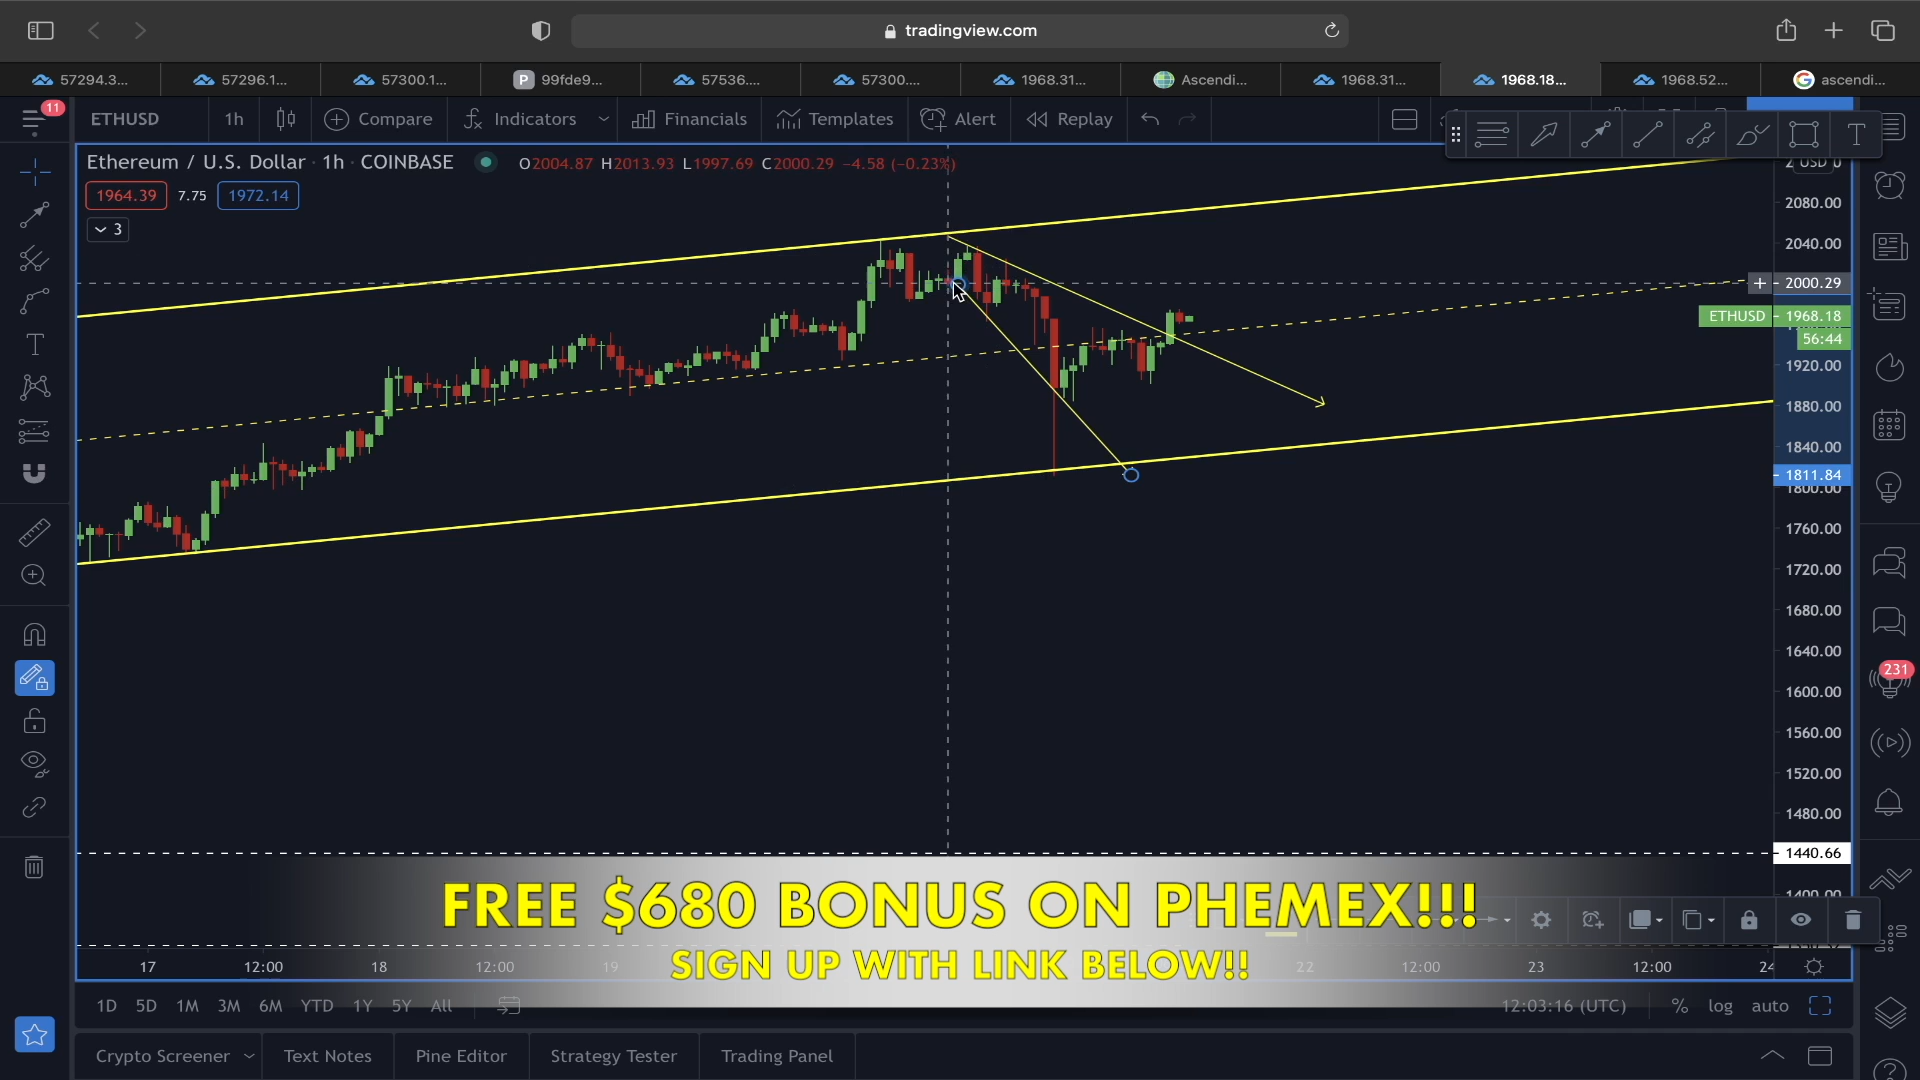 tradingview.com
57294.3...
57296.1...
57300.1...
P 99fde9...
57536....
57300....
1968.31...
Ascendi...
1968.31...
1968.18...
1968.52...
G ascendi...
11
ETHUSD
1h
Compare
Indicators
Financials
Templates
Alert
Replay
T
Ethereum / U.S. Dollar · 1h · COINBASE
O2004.87 H2013.93 L1997.69 C2000.29 −4.58 (−0.23%)
1964.39
7.75
1972.14
3
USD
2080.00
2040.00
2000.29
ETHUSD
1968.18
56:44
1920.00
1880.00
1840.00
1811.84
1800.00
1760.00
1720.00
1680.00
1640.00
231
1600.00
1560.00
1520.00
1480.00
1440.66
1400.00
FREE $680 BONUS ON PHEMEX!!!
SIGN UP WITH LINK BELOW!!
17
12:00
18
12:00
19
22
12:00
23
12:00
24
1D
5D
1M
3M
6M
YTD
1Y
5Y
All
12:03:16 (UTC)
%
log
auto
Crypto Screener
Text Notes
Pine Editor
Strategy Tester
Trading Panel